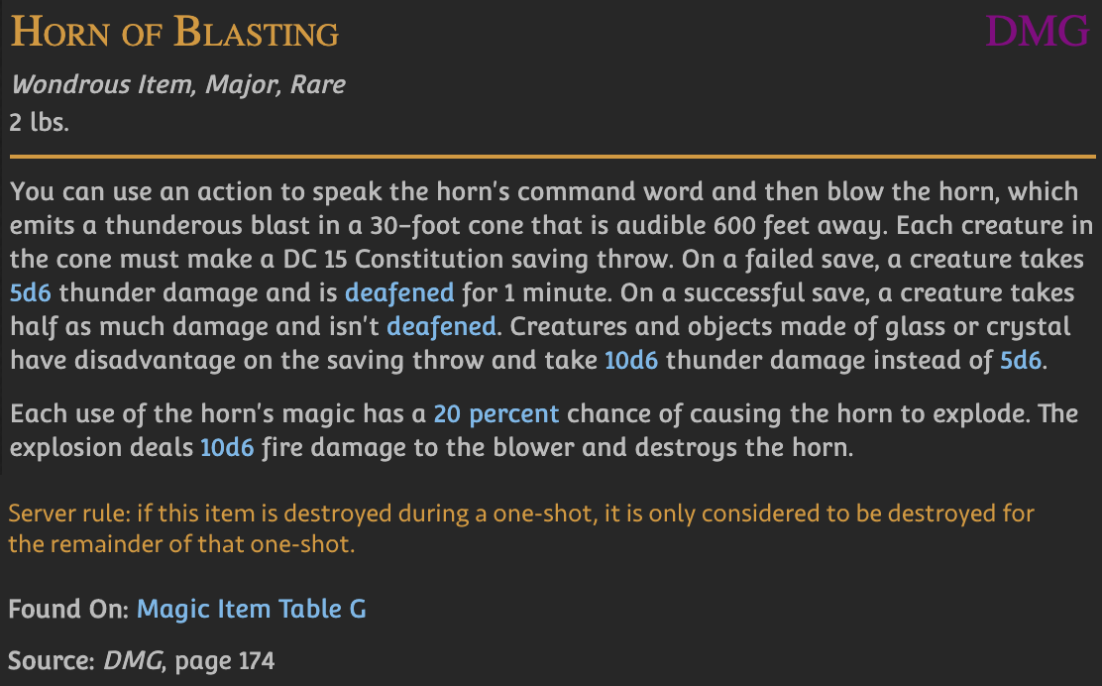 Horn of Blasting
DMG
Wondrous Item, Major, Rare
2 lbs.
You can use an action to speak the horn's command word and then blow the horn, which
emits a thunderous blast in a 30-foot cone that is audible 600 feet away. Each creature in
the cone must make a DC 15 Constitution saving throw. On a failed save, a creature takes
5d6 thunder damage and is deafened for 1 minute. On a successful save, a creature takes
half as much damage and isn't deafened. Creatures and objects made of glass or crystal
have disadvantage on the saving throw and take 10d6 thunder damage instead of 5d6.
Each use of the horn's magic has a 20 percent chance of causing the horn to explode. The
explosion deals 10d6 fire damage to the blower and destroys the horn.
Server rule: if this item is destroyed during a one-shot, it is only considered to be destroyed for
the remainder of that one-shot.
Found On: Magic Item Table G
Source: DMG, page 174